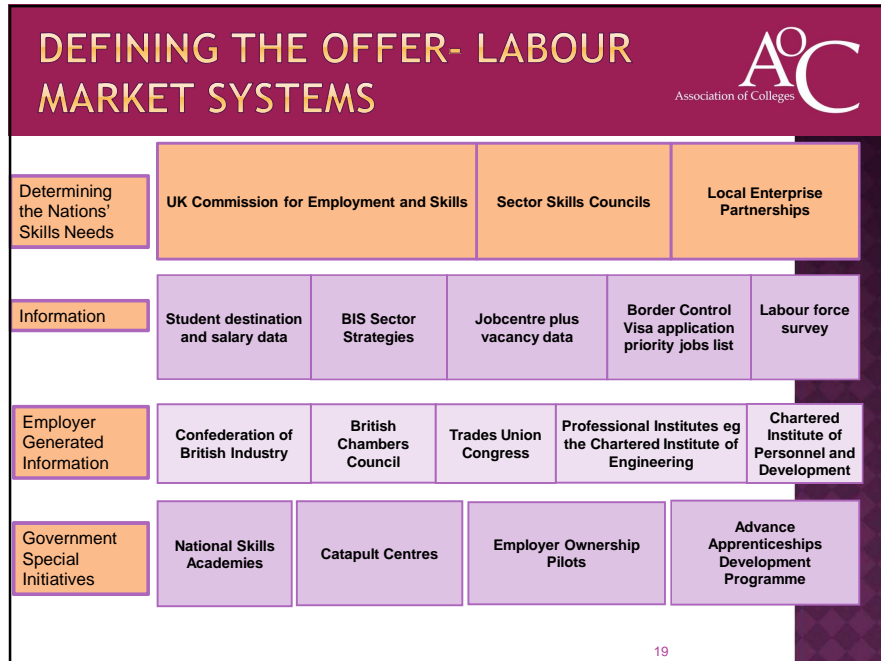 DEFINING THE OFFER- LABOUR
MARKET SYSTEMS
AOC
Association of Colleges
Determining
the Nations'
Skills Needs
UK Commission for Employment and Skills
Sector Skills Councils
Local Enterprise
Partnerships
Information
Student destination
and salary data
BIS Sector
Strategies
Jobcentre plus
vacancy data
Border Control
Visa application
priority jobs list
Labour force
survey
Employer
Generated
Information
Confederation of
British Industry
British
Chambers
Council
Trades Union
Congress
Professional Institutes eg
the Chartered Institute of
Engineering
Chartered
Institute of
Personnel and
Development
Government
Special
Initiatives
National Skills
Academies
Catapult Centres
Employer Ownership
Pilots
Advance
Apprenticeships
Development
Programme
19